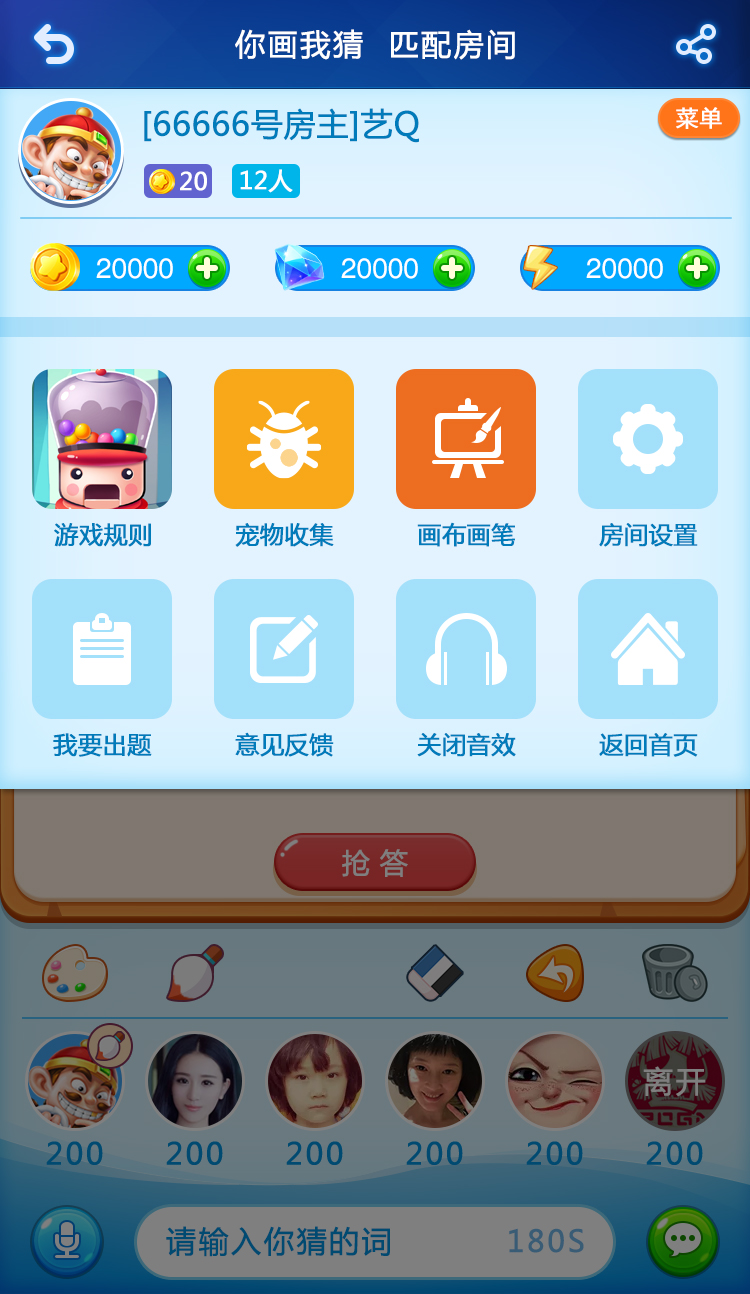 你画我猜 匹配房间
[66666号房主]艺Q
菜单
20 12人
20000 20000 20000
游戏规则 宠物收集 画布画笔 房间设置
我要出题 意见反馈 关闭音效 返回首页
抢答
离开
200 200 200 200 200 200
请输入你猜的词 180S